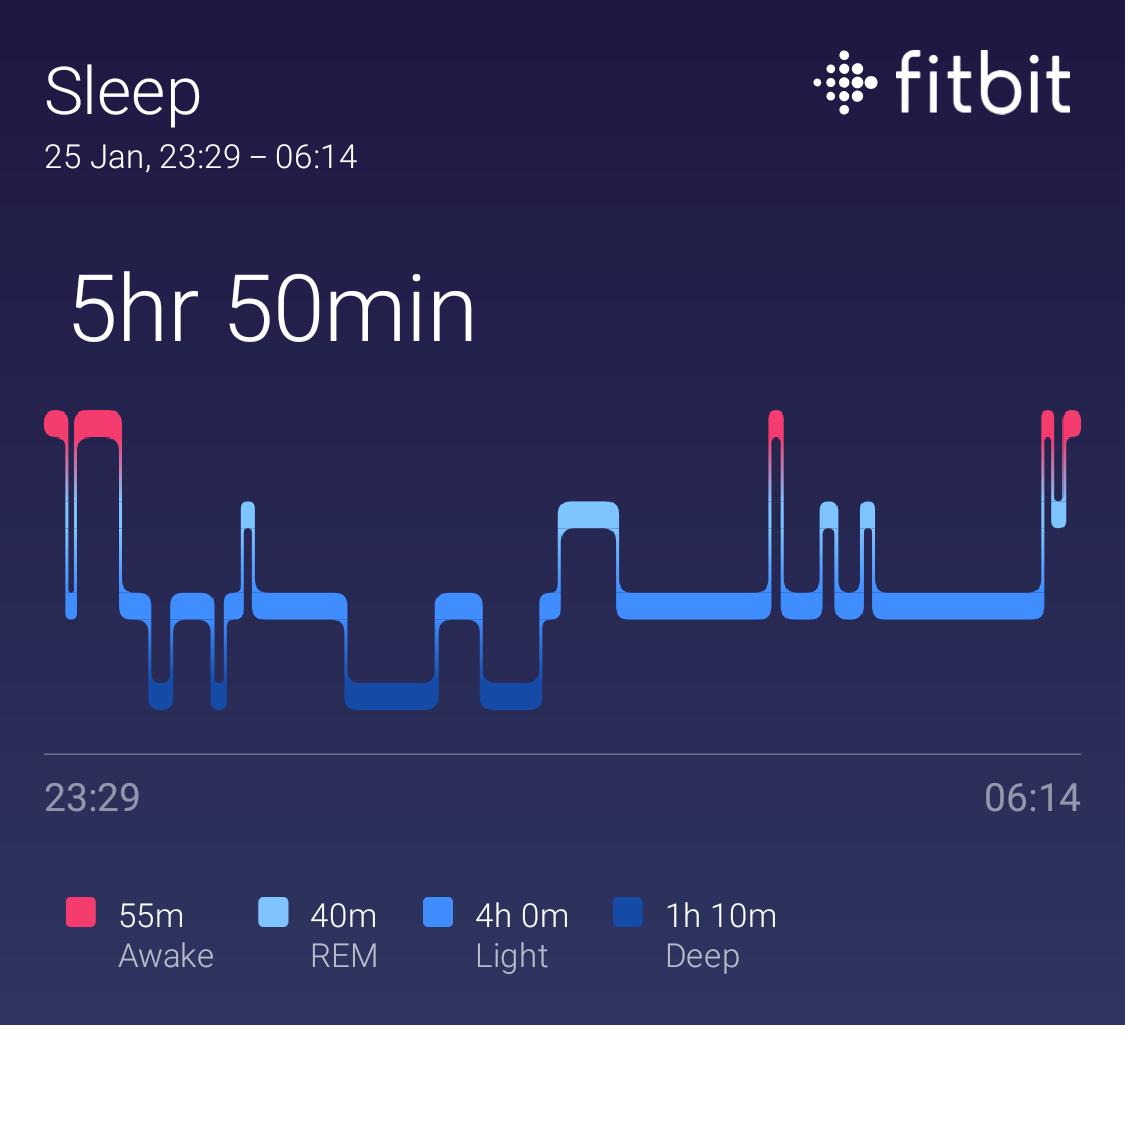 Sleep
fitbit
25 Jan, 23:29 – 06:14
5hr 50min
23:29
06:14
55m
40m
4h 0m
1h 10m
Awake
REM
Light
Deep